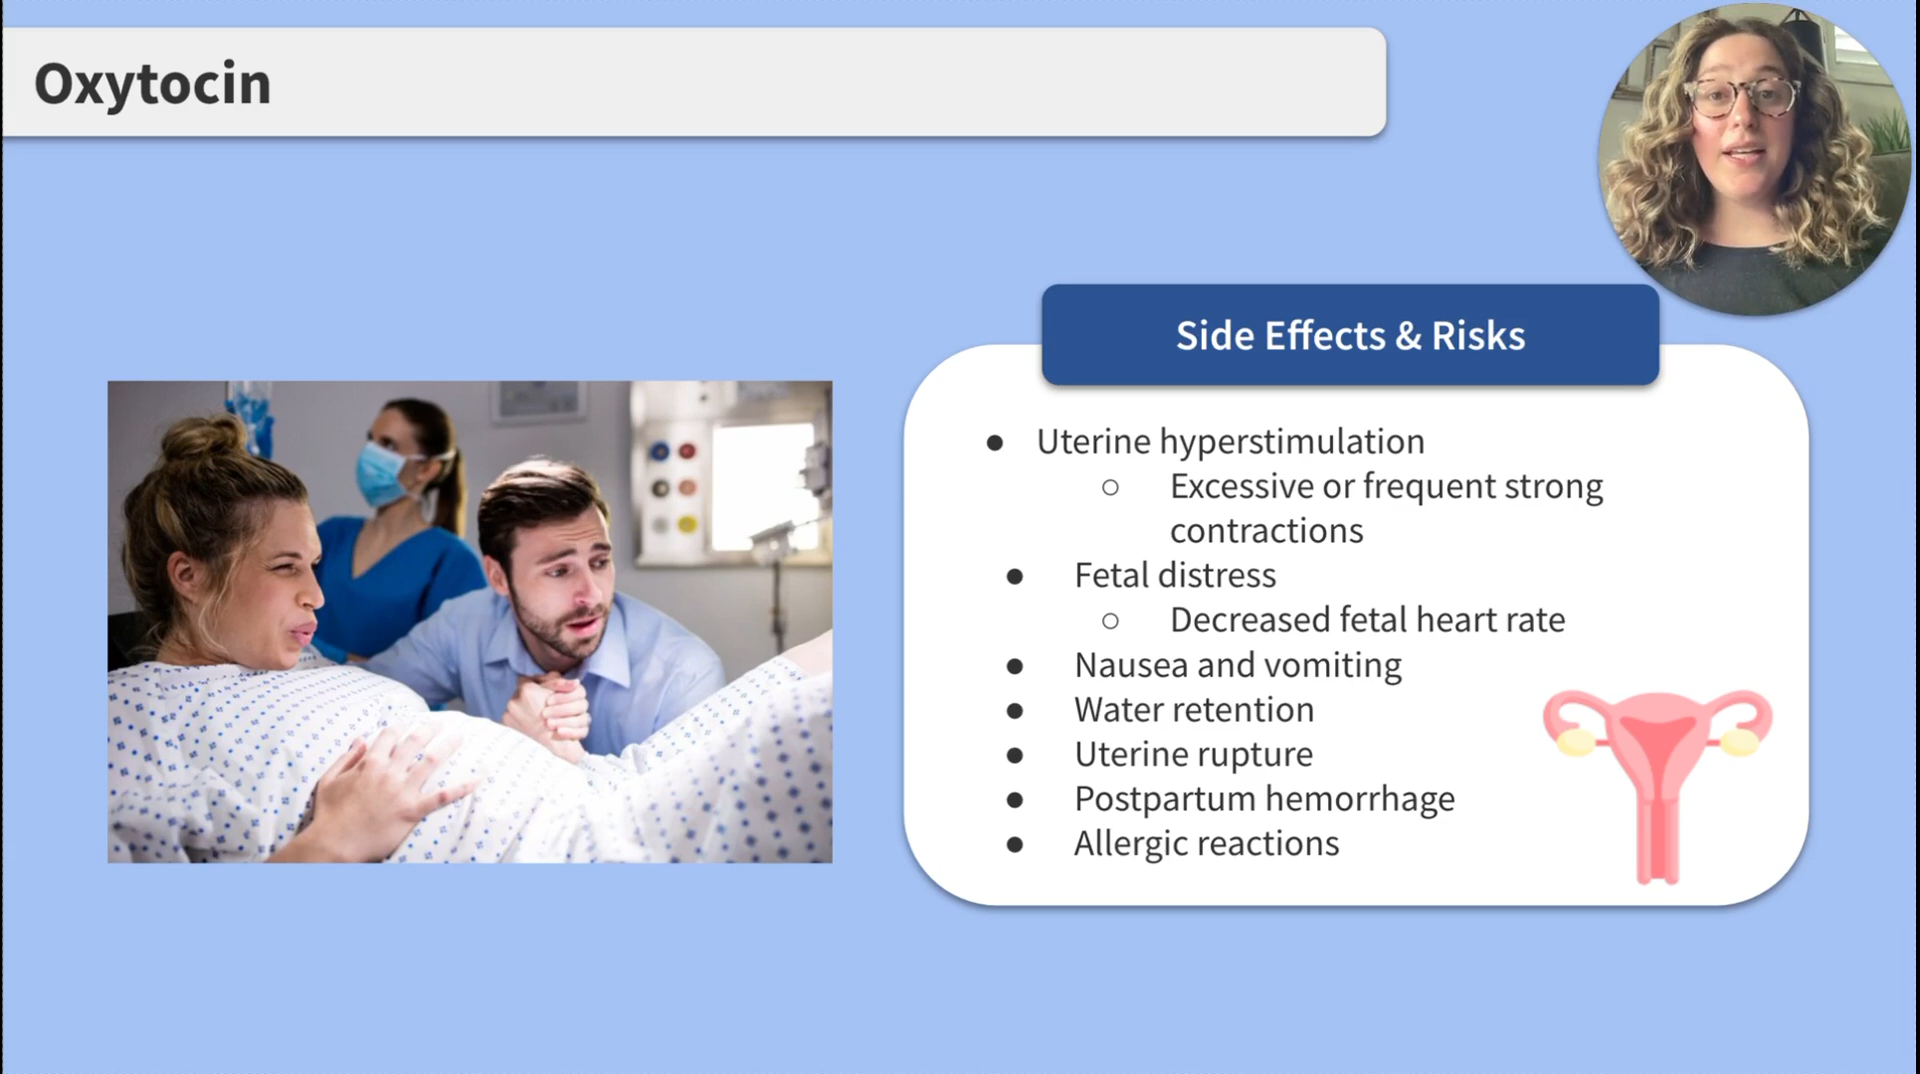 Oxytocin
Side Effects & Risks
● Uterine hyperstimulation
○ Excessive or frequent strong
contractions
● Fetal distress
○ Decreased fetal heart rate
● Nausea and vomiting
● Water retention
● Uterine rupture
● Postpartum hemorrhage
● Allergic reactions